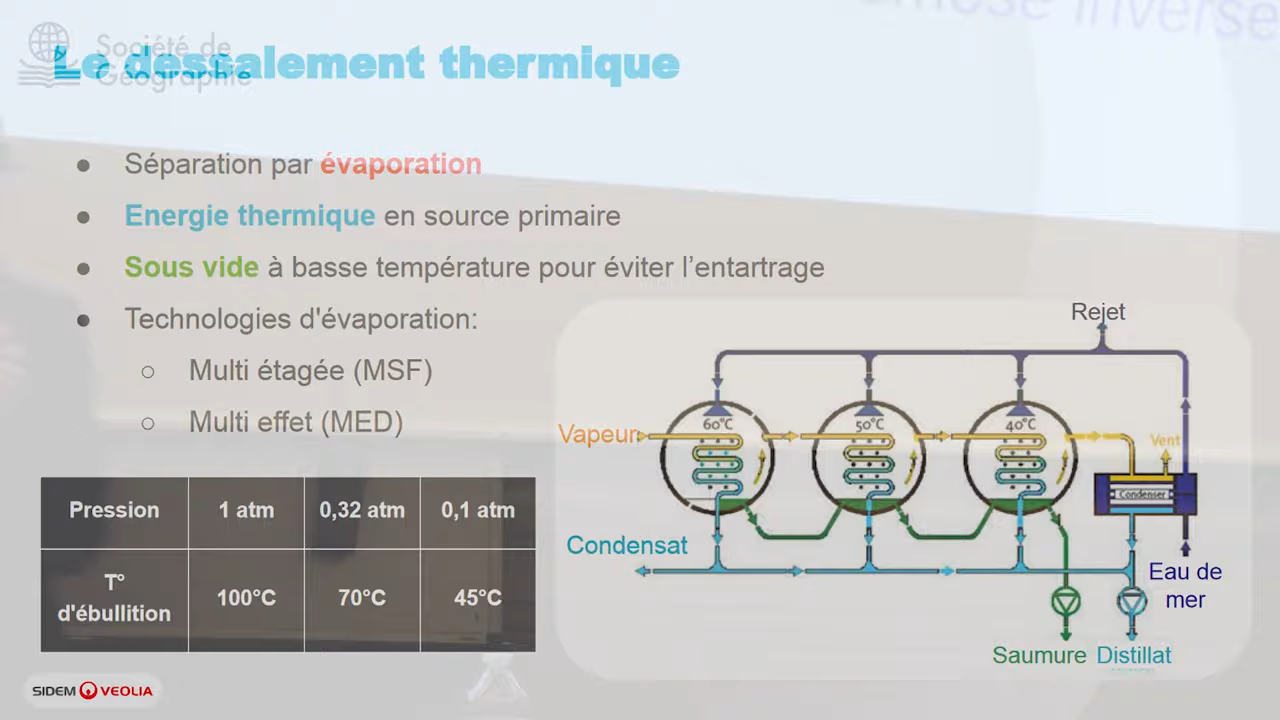 Société de
Géographie
Le dessalement thermique
inverse
● Séparation par évaporation
● Energie thermique en source primaire
● Sous vide à basse température pour éviter l’entartrage
● Technologies d'évaporation:
○ Multi étagée (MSF)
○ Multi effet (MED)
Pression 1 atm 0,32 atm 0,1 atm
T°
d'ébullition 100°C 70°C 45°C
Rejet
60°C 50°C 40°C
Vapeur
Vent
Condenser
Condensat
Eau de
mer
Saumure Distillat
SIDEM VEOLIA